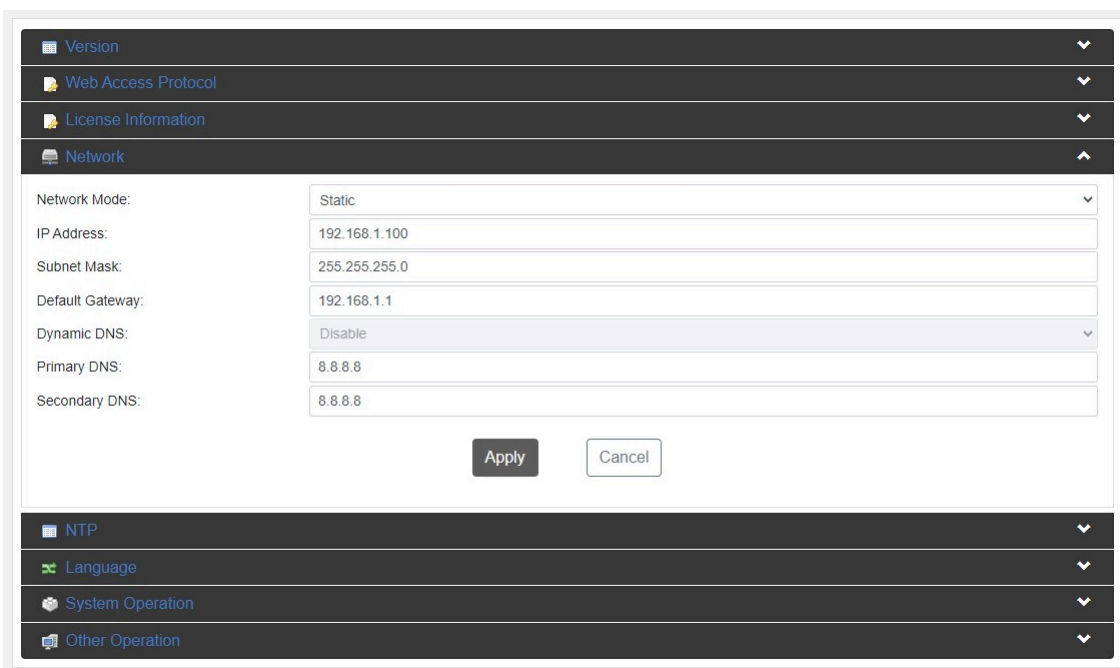 Version
Web Access Protocol
License Information
Network
Network Mode: Static
IP Address: 192.168.1.100
Subnet Mask: 255.255.255.0
Default Gateway: 192.168.1.1
Dynamic DNS: Disable
Primary DNS: 8.8.8.8
Secondary DNS: 8.8.8.8
Apply Cancel
NTP
Language
System Operation
Other Operation